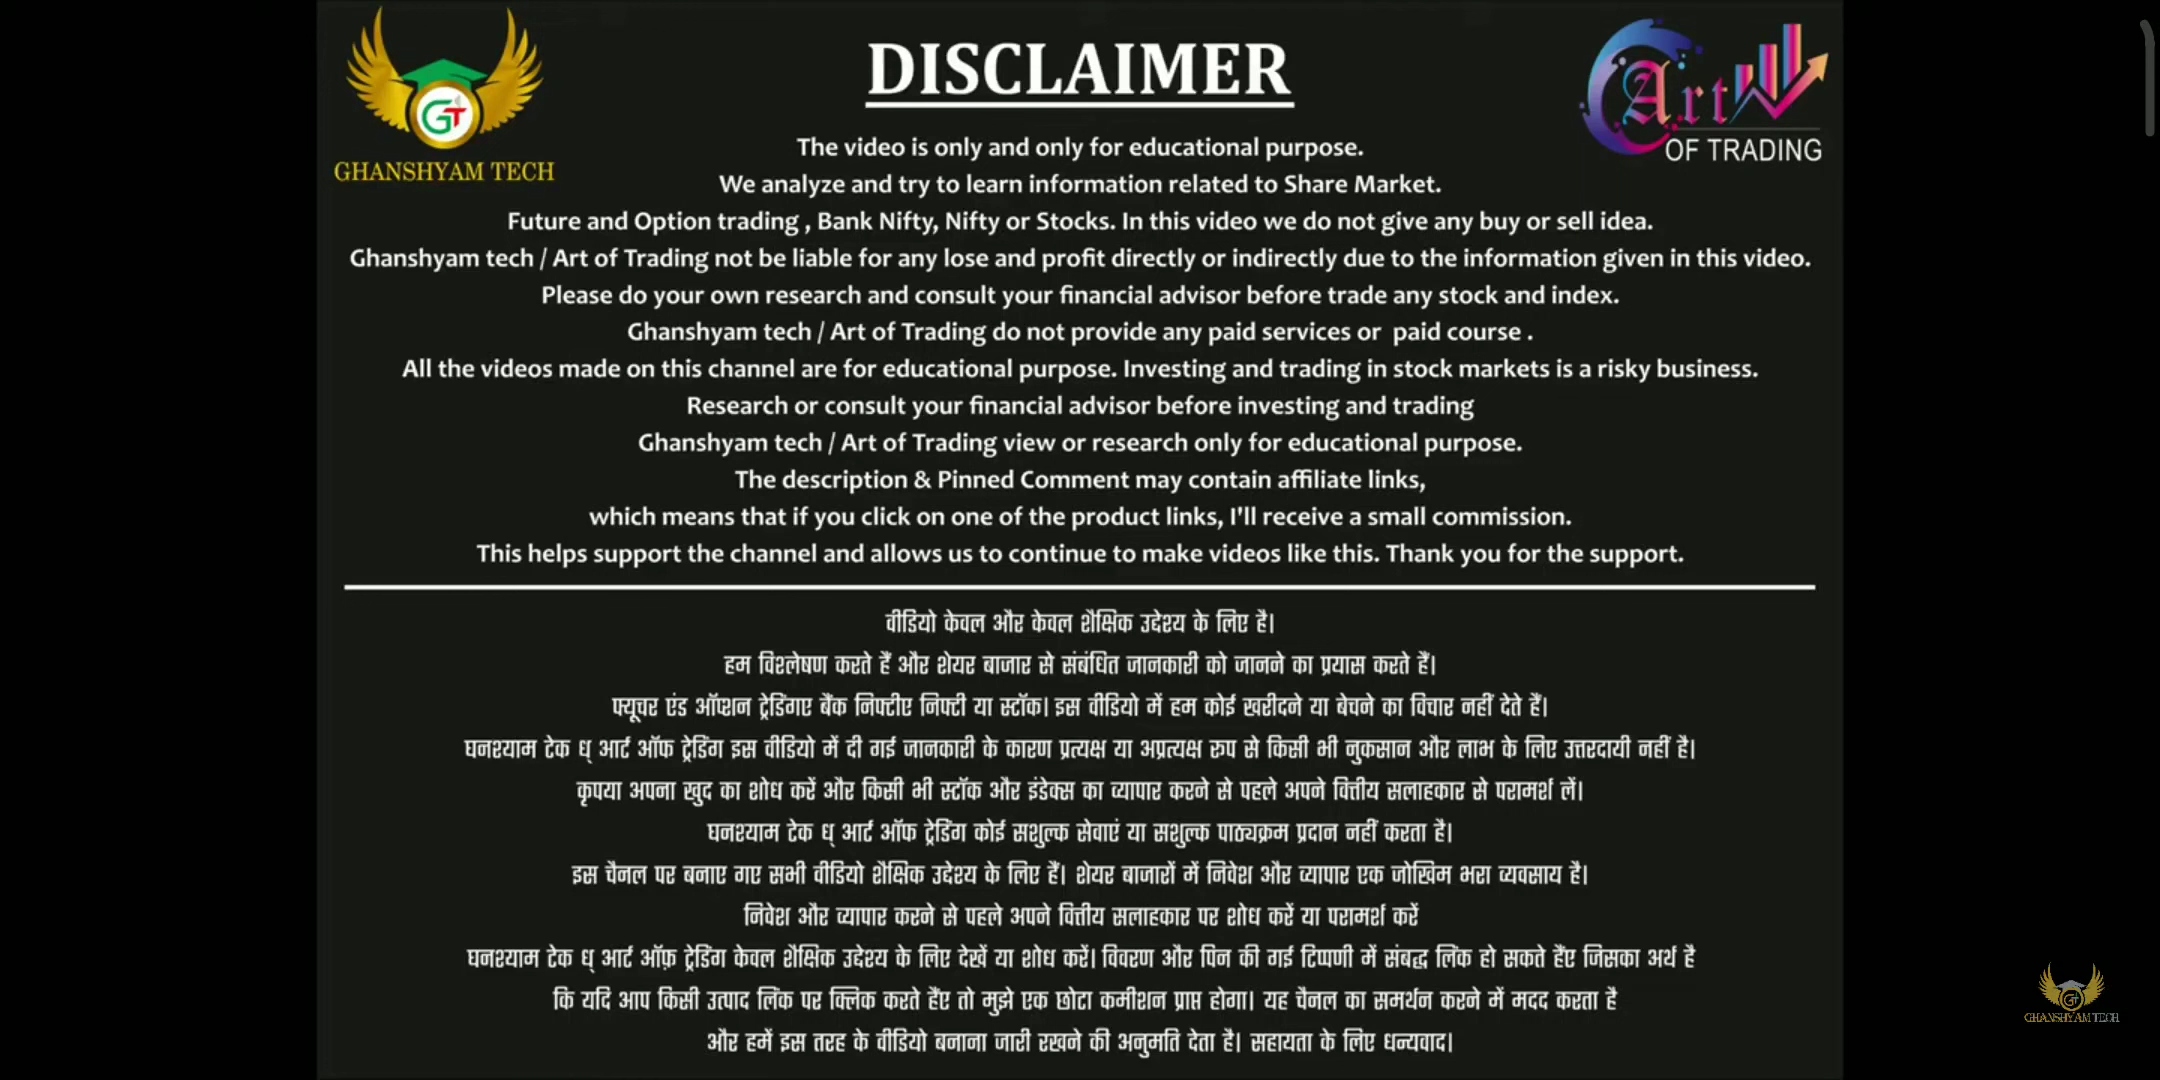 GHANSHYAM TECH
DISCLAIMER
Art
OF TRADING
The video is only and only for educational purpose.
We analyze and try to learn information related to Share Market.
Future and Option trading , Bank Nifty, Nifty or Stocks. In this video we do not give any buy or sell idea.
Ghanshyam tech / Art of Trading not be liable for any lose and profit directly or indirectly due to the information given in this video.
Please do your own research and consult your financial advisor before trade any stock and index.
Ghanshyam tech / Art of Trading do not provide any paid services or paid course .
All the videos made on this channel are for educational purpose. Investing and trading in stock markets is a risky business.
Research or consult your financial advisor before investing and trading
Ghanshyam tech / Art of Trading view or research only for educational purpose.
The description & Pinned Comment may contain affiliate links,
which means that if you click on one of the product links, I'll receive a small commission.
This helps support the channel and allows us to continue to make videos like this. Thank you for the support.
वीडियो केवल और केवल शैक्षिक उद्देश्य के लिए है।
हम विश्लेषण करते हैं और शेयर बाजार से संबंधित जानकारी को जानने का प्रयास करते हैं।
फ्यूचर एंड ऑप्शन ट्रेडिंगए बैंक निफ्टीए निफ्टी या स्टॉक। इस वीडियो में हम कोई खरीदने या बेचने का विचार नहीं देते हैं।
घनश्याम टेक ध् आर्ट ऑफ ट्रेडिंग इस वीडियो में दी गई जानकारी के कारण प्रत्यक्ष या अप्रत्यक्ष रूप से किसी भी नुकसान और लाभ के लिए उत्तरदायी नहीं है।
कृपया अपना खुद का शोध करें और किसी भी स्टॉक और इंडेक्स का व्यापार करने से पहले अपने वित्तीय सलाहकार से परामर्श लें।
घनश्याम टेक ध् आर्ट ऑफ ट्रेडिंग कोई सशुल्क सेवाएं या सशुल्क पाठ्यक्रम प्रदान नहीं करता है।
इस चैनल पर बनाए गए सभी वीडियो शैक्षिक उद्देश्य के लिए हैं। शेयर बाजारों में निवेश और व्यापार एक जोखिम भरा व्यवसाय है।
निवेश और व्यापार करने से पहले अपने वित्तीय सलाहकार पर शोध करें या परामर्श करें
घनश्याम टेक ध् आर्ट ऑफ़ ट्रेडिंग केवल शैक्षिक उद्देश्य के लिए देखें या शोध करें। विवरण और पिन की गई टिप्पणी में संबद्ध लिंक हो सकते हैंए जिसका अर्थ है
कि यदि आप किसी उत्पाद लिंक पर क्लिक करते हैंए तो मुझे एक छोटा कमीशन प्राप्त होगा। यह चैनल का समर्थन करने में मदद करता है
और हमें इस तरह के वीडियो बनाना जारी रखने की अनुमति देता है। सहायता के लिए धन्यवाद।
GHANSHYAM TECH